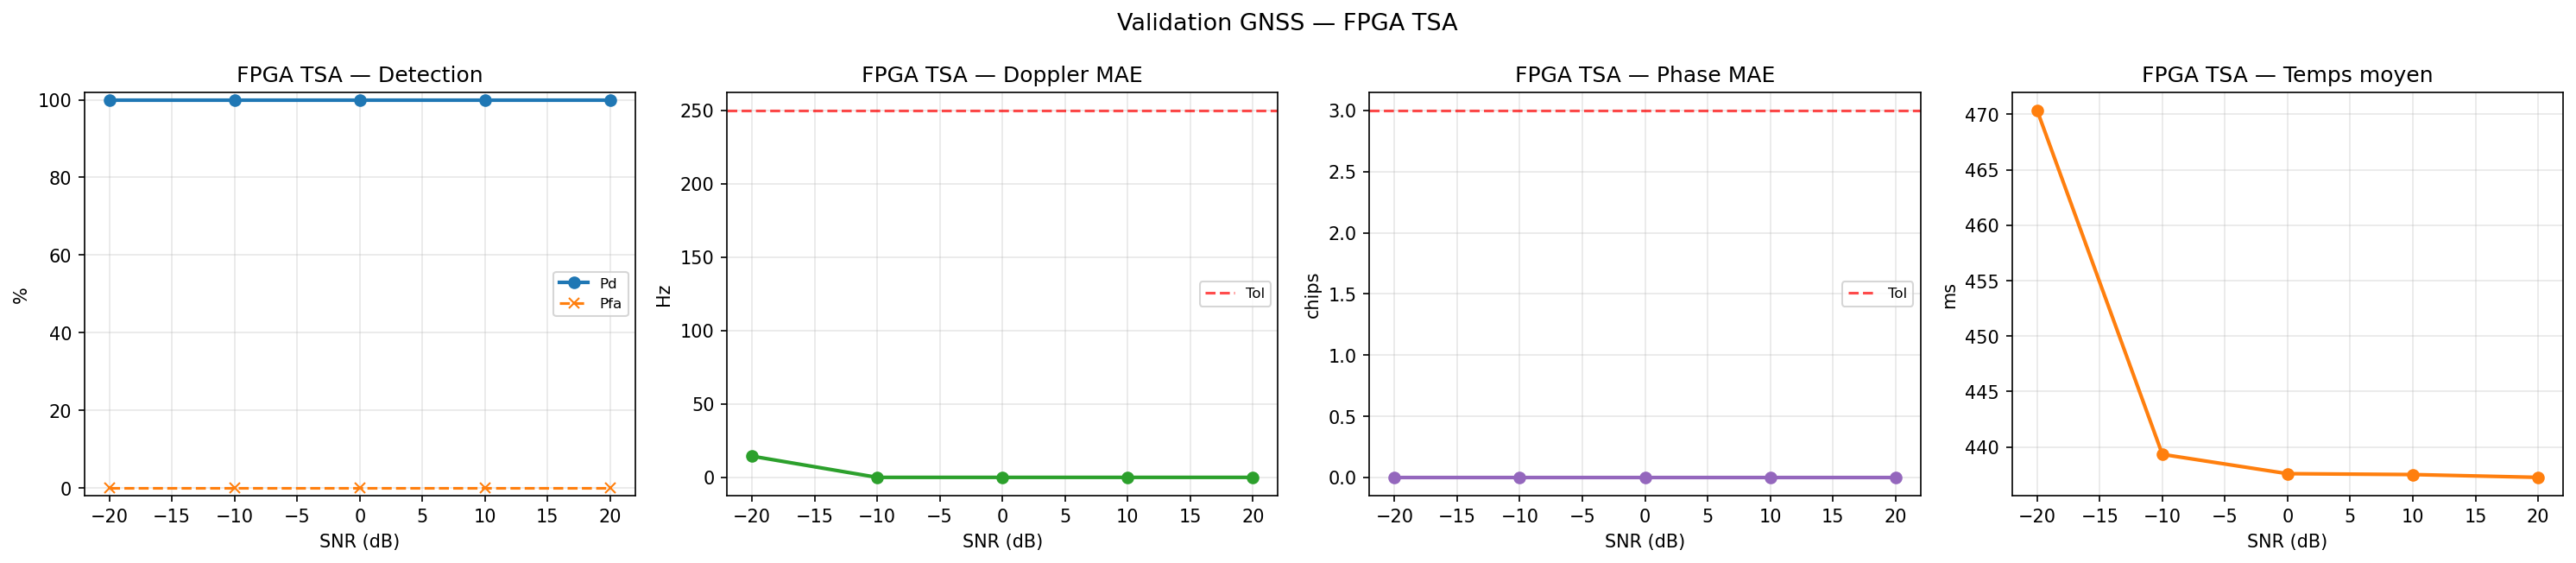 Validation GNSS — FPGA TSA
FPGA TSA — Detection
100
80
60
40
20
0
%
Pd
Pfa
−20 −15 −10 −5 0 5 10 15 20
SNR (dB)
FPGA TSA — Doppler MAE
250
200
150
100
50
0
Hz
Tol
−20 −15 −10 −5 0 5 10 15 20
SNR (dB)
FPGA TSA — Phase MAE
3.0
2.5
2.0
1.5
1.0
0.5
0.0
chips
Tol
−20 −15 −10 −5 0 5 10 15 20
SNR (dB)
FPGA TSA — Temps moyen
470
465
460
455
450
445
440
ms
−20 −15 −10 −5 0 5 10 15 20
SNR (dB)